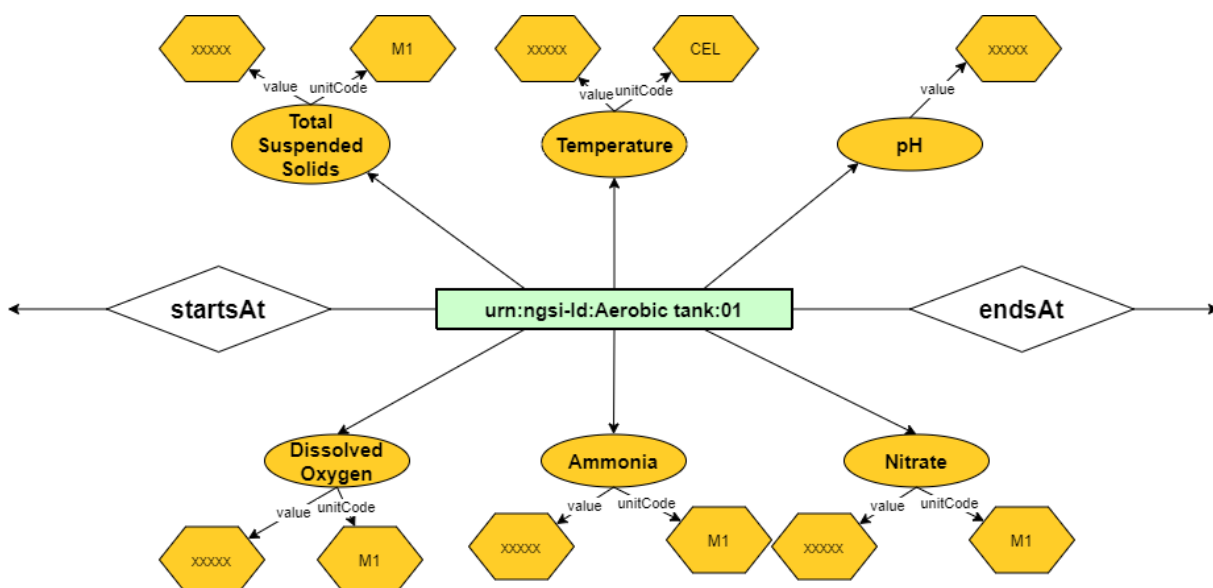 xxxxx
M1
xxxxx
CEL
xxxxx
value
unitCode
value
unitCode
value
Total
Suspended
Solids
Temperature
pH
startsAt
urn:ngsi-ld:Aerobic tank:01
endsAt
Dissolved
Oxygen
Ammonia
Nitrate
value
unitCode
value
unitCode
value
unitCode
xxxxx
M1
xxxxx
M1
xxxxx
M1